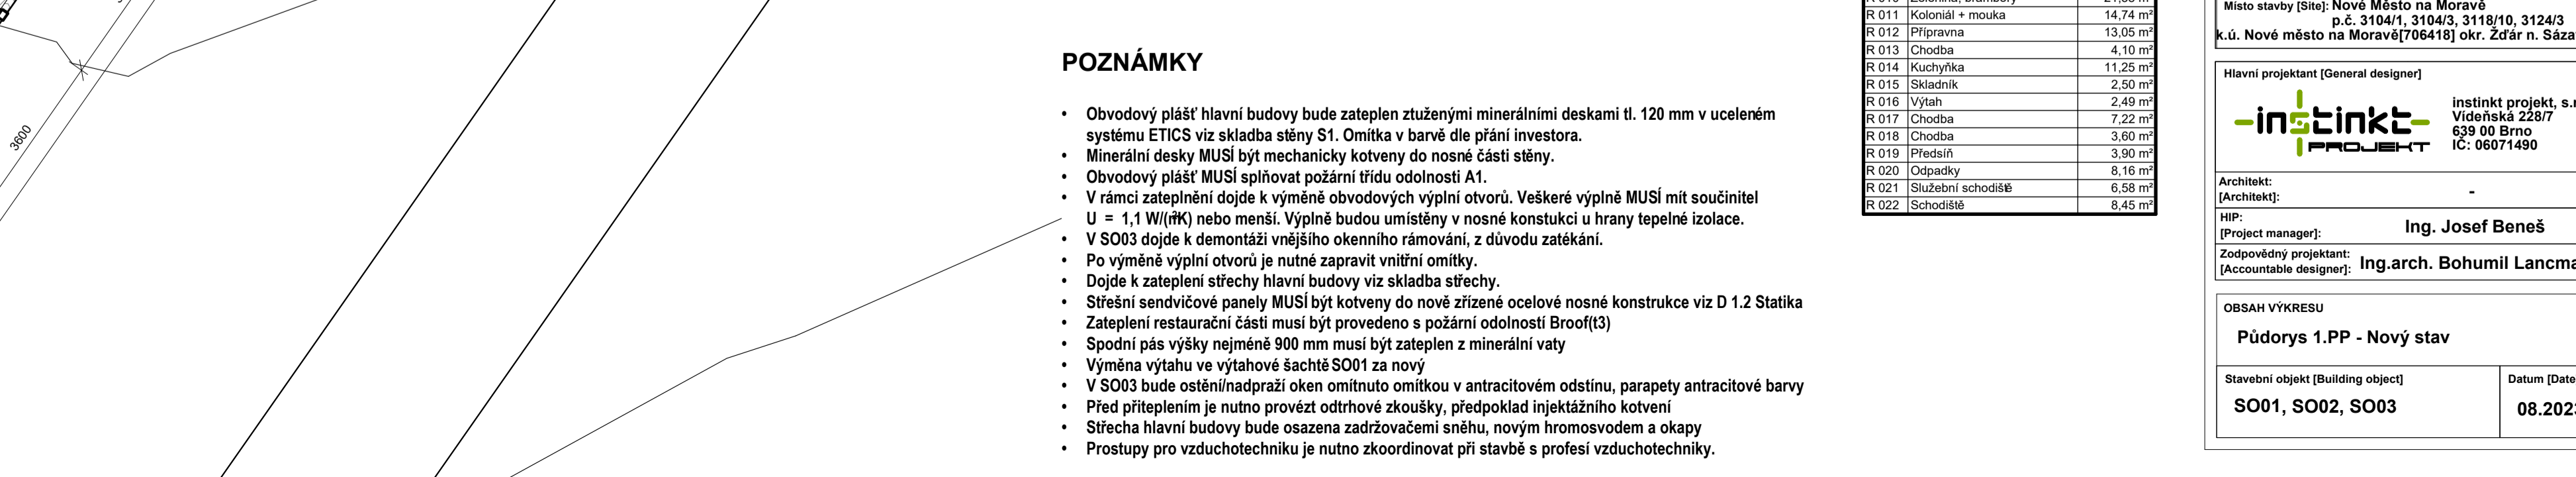 3600
POZNÁMKY
• Obvodový plášť hlavní budovy bude zateplen ztuženými minerálními deskami tl. 120 mm v uceleném
systému ETICS viz skladba stěny S1. Omítka v barvě dle přání investora.
• Minerální desky MUSÍ být mechanicky kotveny do nosné části stěny.
• Obvodový plášť MUSÍ splňovat požární třídu odolnosti A1.
• V rámci zateplnění dojde k výměně obvodových výplní otvorů. Veškeré výplně MUSÍ mít součinitel
U = 1,1 W/(m²K) nebo menší. Výplně budou umístěny v nosné konstukci u hrany tepelné izolace.
• V SO03 dojde k demontáži vnějšího okenního rámování, z důvodu zatékání.
• Po výměně výplní otvorů je nutné zapravit vnitřní omítky.
• Dojde k zateplení střechy hlavní budovy viz skladba střechy.
• Střešní sendvičové panely MUSÍ být kotveny do nově zřízené ocelové nosné konstrukce viz D 1.2 Statika
• Zateplení restaurační části musí být provedeno s požární odolností Broof(t3)
• Spodní pás výšky nejméně 900 mm musí být zateplen z minerální vaty
• Výměna výtahu ve výtahové šachtě SO01 za nový
• V SO03 bude ostění/nadpraží oken omítnuto omítkou v antracitovém odstínu, parapety antracitové barvy
• Před přiteplením je nutno provézt odtrhové zkoušky, předpoklad injektážního kotvení
• Střecha hlavní budovy bude osazena zadržovačemi sněhu, novým hromosvodem a okapy
• Prostupy pro vzduchotechniku je nutno zkoordinovat při stavbě s profesí vzduchotechniky.
R 011 Koloniál + mouka 14,74 m²
R 012 Přípravna 13,05 m²
R 013 Chodba 4,10 m²
R 014 Kuchyňka 11,25 m²
R 015 Skladník 2,50 m²
R 016 Výtah 2,49 m²
R 017 Chodba 7,22 m²
R 018 Chodba 3,60 m²
R 019 Předsíň 3,90 m²
R 020 Odpadky 8,16 m²
R 021 Služební schodiště 6,58 m²
R 022 Schodiště 8,45 m²
Místo stavby [Site]: Nové Město na Moravě
p.č. 3104/1, 3104/3, 3118/10, 3124/3
k.ú. Nové město na Moravě[706418] okr. Žďár n. Sáza
Hlavní projektant [General designer]
instinkt
PROJEKT
instinkt projekt, s.r
Vídeňská 228/7
639 00 Brno
IČ: 06071490
Architekt:
[Architekt]: -
HIP:
[Project manager]: Ing. Josef Beneš
Zodpovědný projektant:
[Accountable designer]: Ing.arch. Bohumil Lancma
OBSAH VÝKRESU
Půdorys 1.PP - Nový stav
Stavební objekt [Building object]
SO01, SO02, SO03
Datum [Date
08.2023